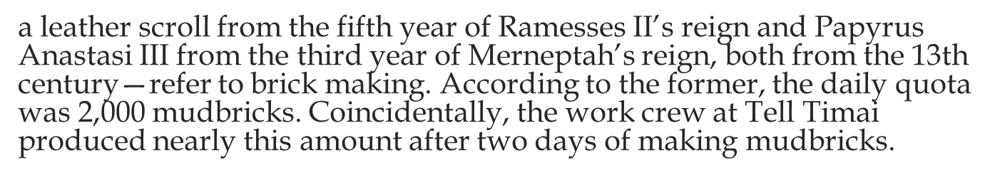 a leather scroll from the fifth year of Ramesses II’s reign and Papyrus
Anastasi III from the third year of Merneptah’s reign, both from the 13th
century—refer to brick making. According to the former, the daily quota
was 2,000 mudbricks. Coincidentally, the work crew at Tell Timai
produced nearly this amount after two days of making mudbricks.